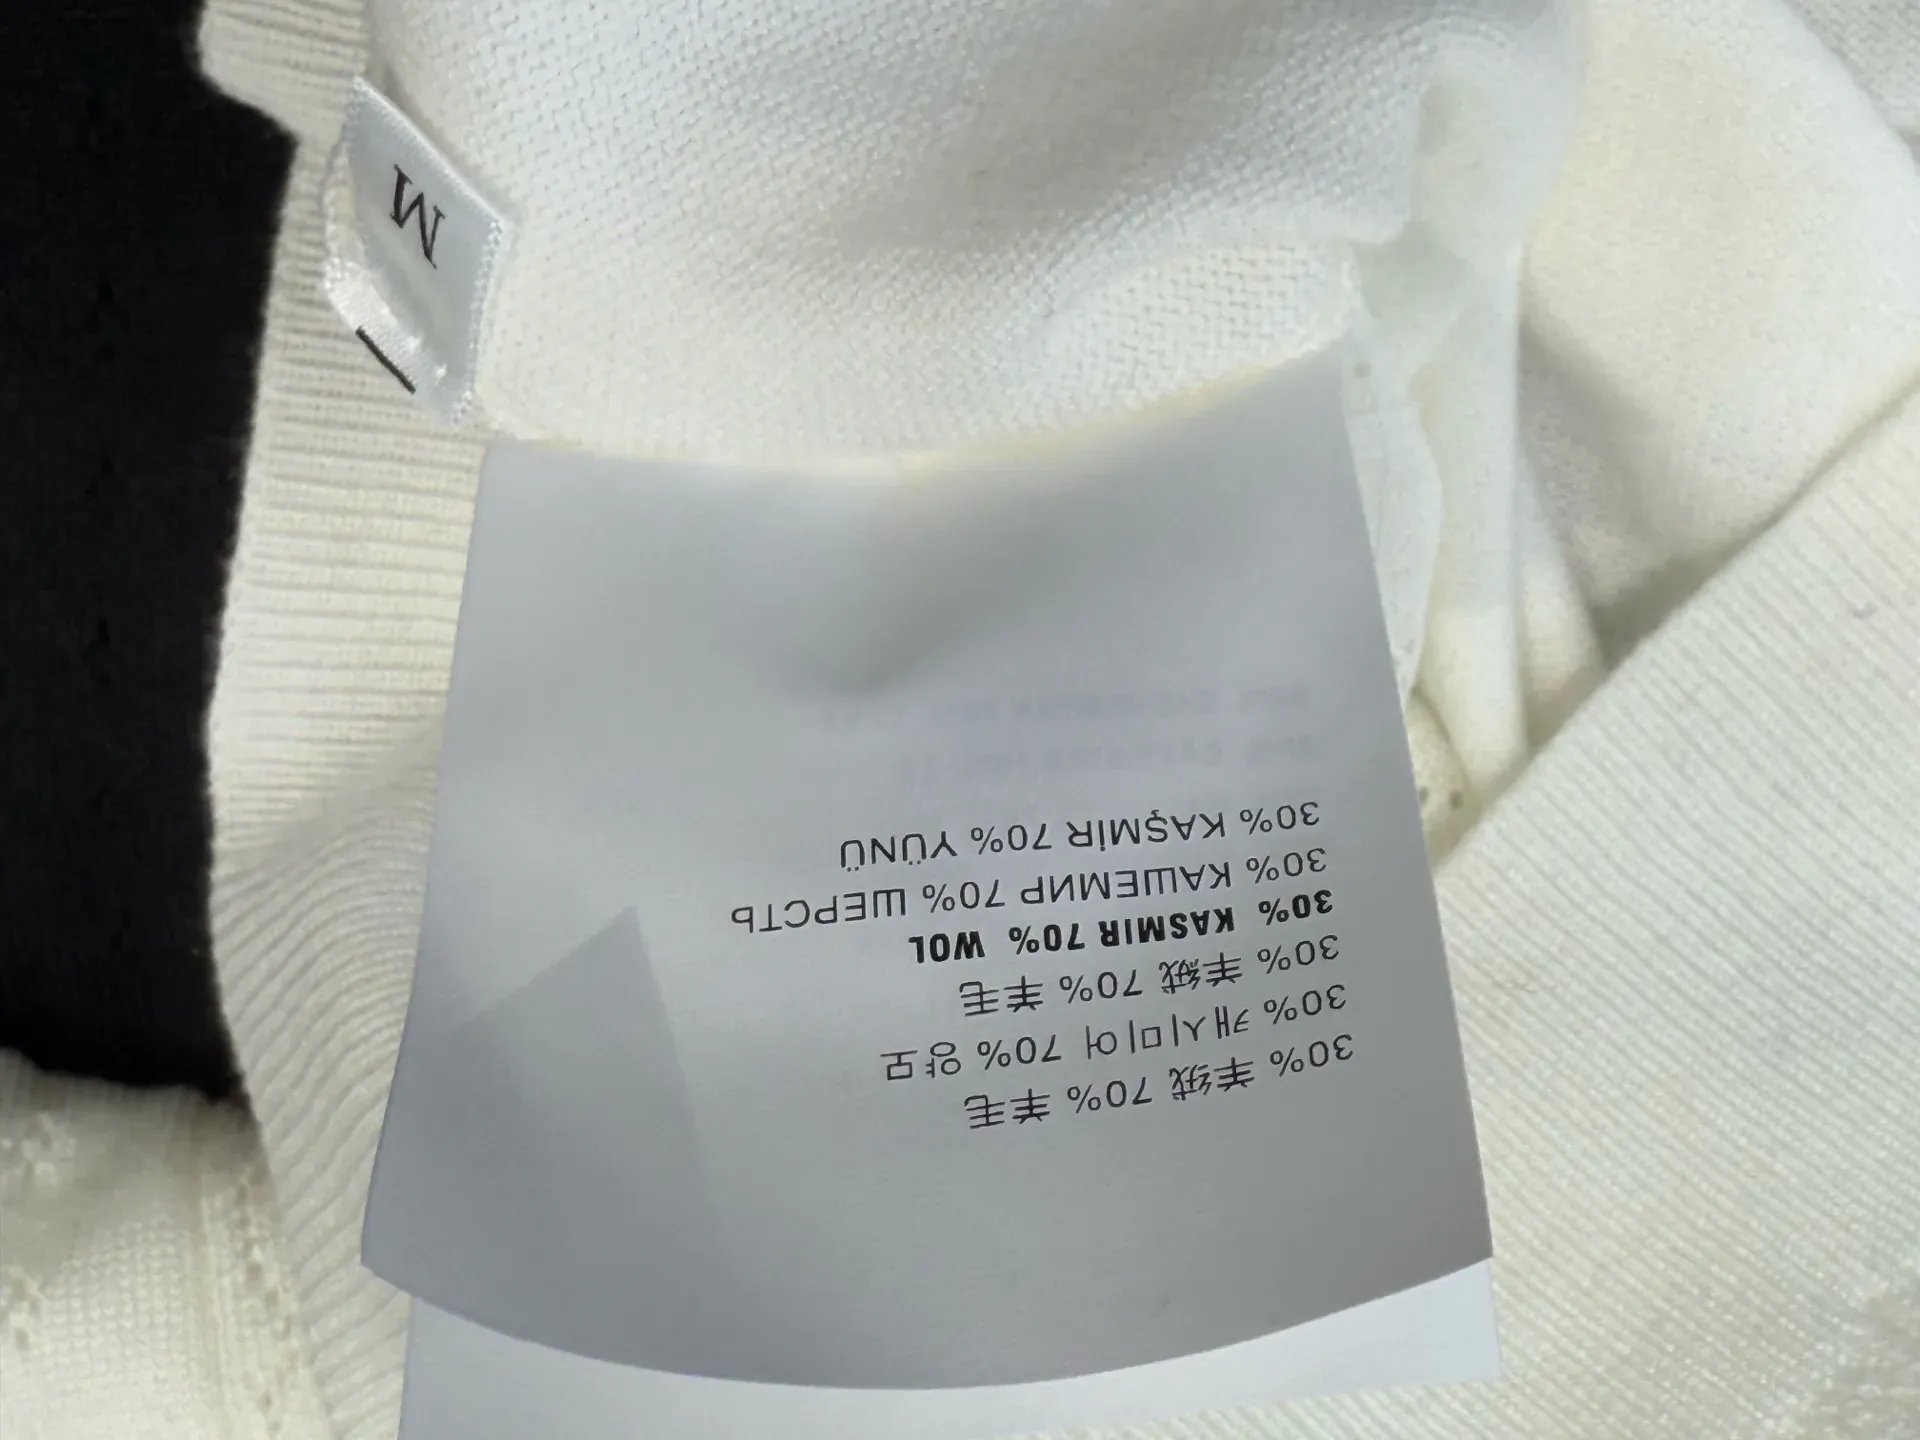 30% 羊绒 70% 羊毛
30% 캐시미어 70% 양모
30% 羊绒 70% 羊毛
30% KASMIR 70% WOL
30% КАШЕМИР 70% ШЕРСТЬ
30% KAŞMİR 70% YÜNÜ
M